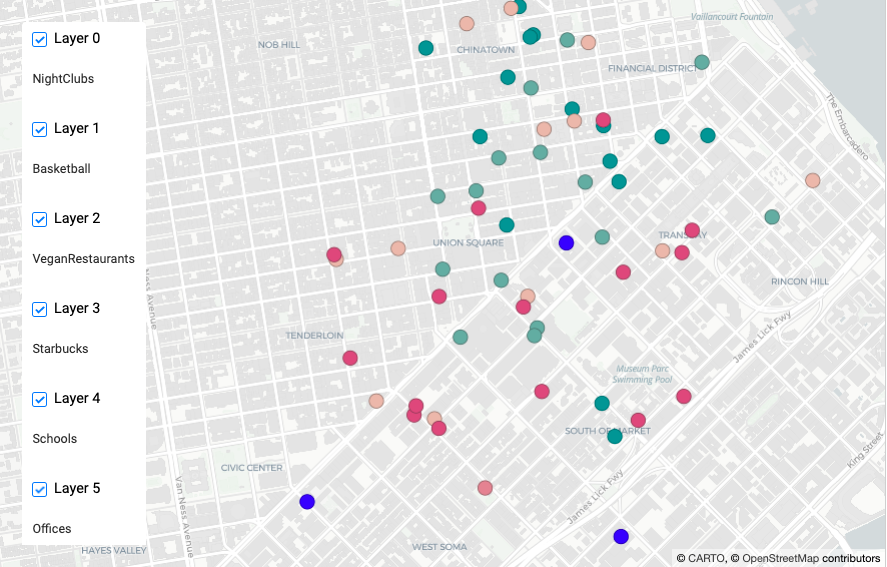 Layer 0
NightClubs
Layer 1
Basketball
Layer 2
VeganRestaurants
Layer 3
Starbucks
Layer 4
Schools
Layer 5
Offices
NOB HILL
CHINATOWN
Vaillancourt Fountain
FINANCIAL DISTRICT
The Embarcadero
UNION SQUARE
RINCON HILL
Ness Avenue
TENDERLOIN
James Lick Fwy
Museum Parc
Swimming Pool
SOUTH OF MARKET
King Street
CIVIC CENTER
Van Ness Avenue
James Lick Fwy
HAYES VALLEY
WEST SOMA
© CARTO, © OpenStreetMap contributors